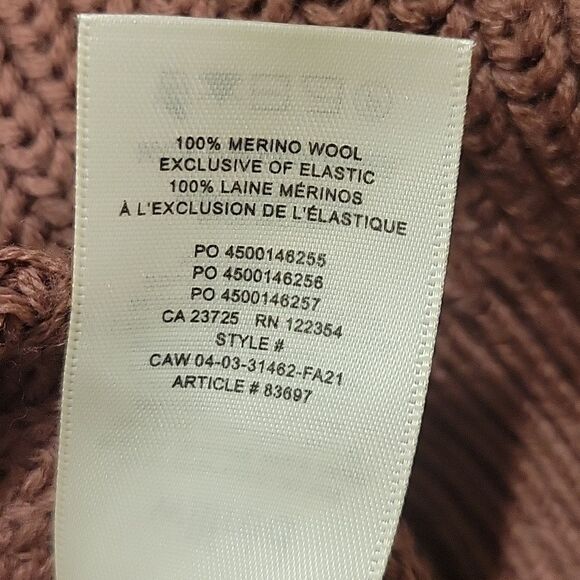 100% MERINO WOOL
EXCLUSIVE OF ELASTIC
100% LAINE MÉRINOS
À L'EXCLUSION DE L'ÉLASTIQUE
PO 4500146255
PO 4500146256
PO 4500146257
CA 23725 RN 122354
STYLE #
CAW 04-03-31462-FA21
ARTICLE # 83697